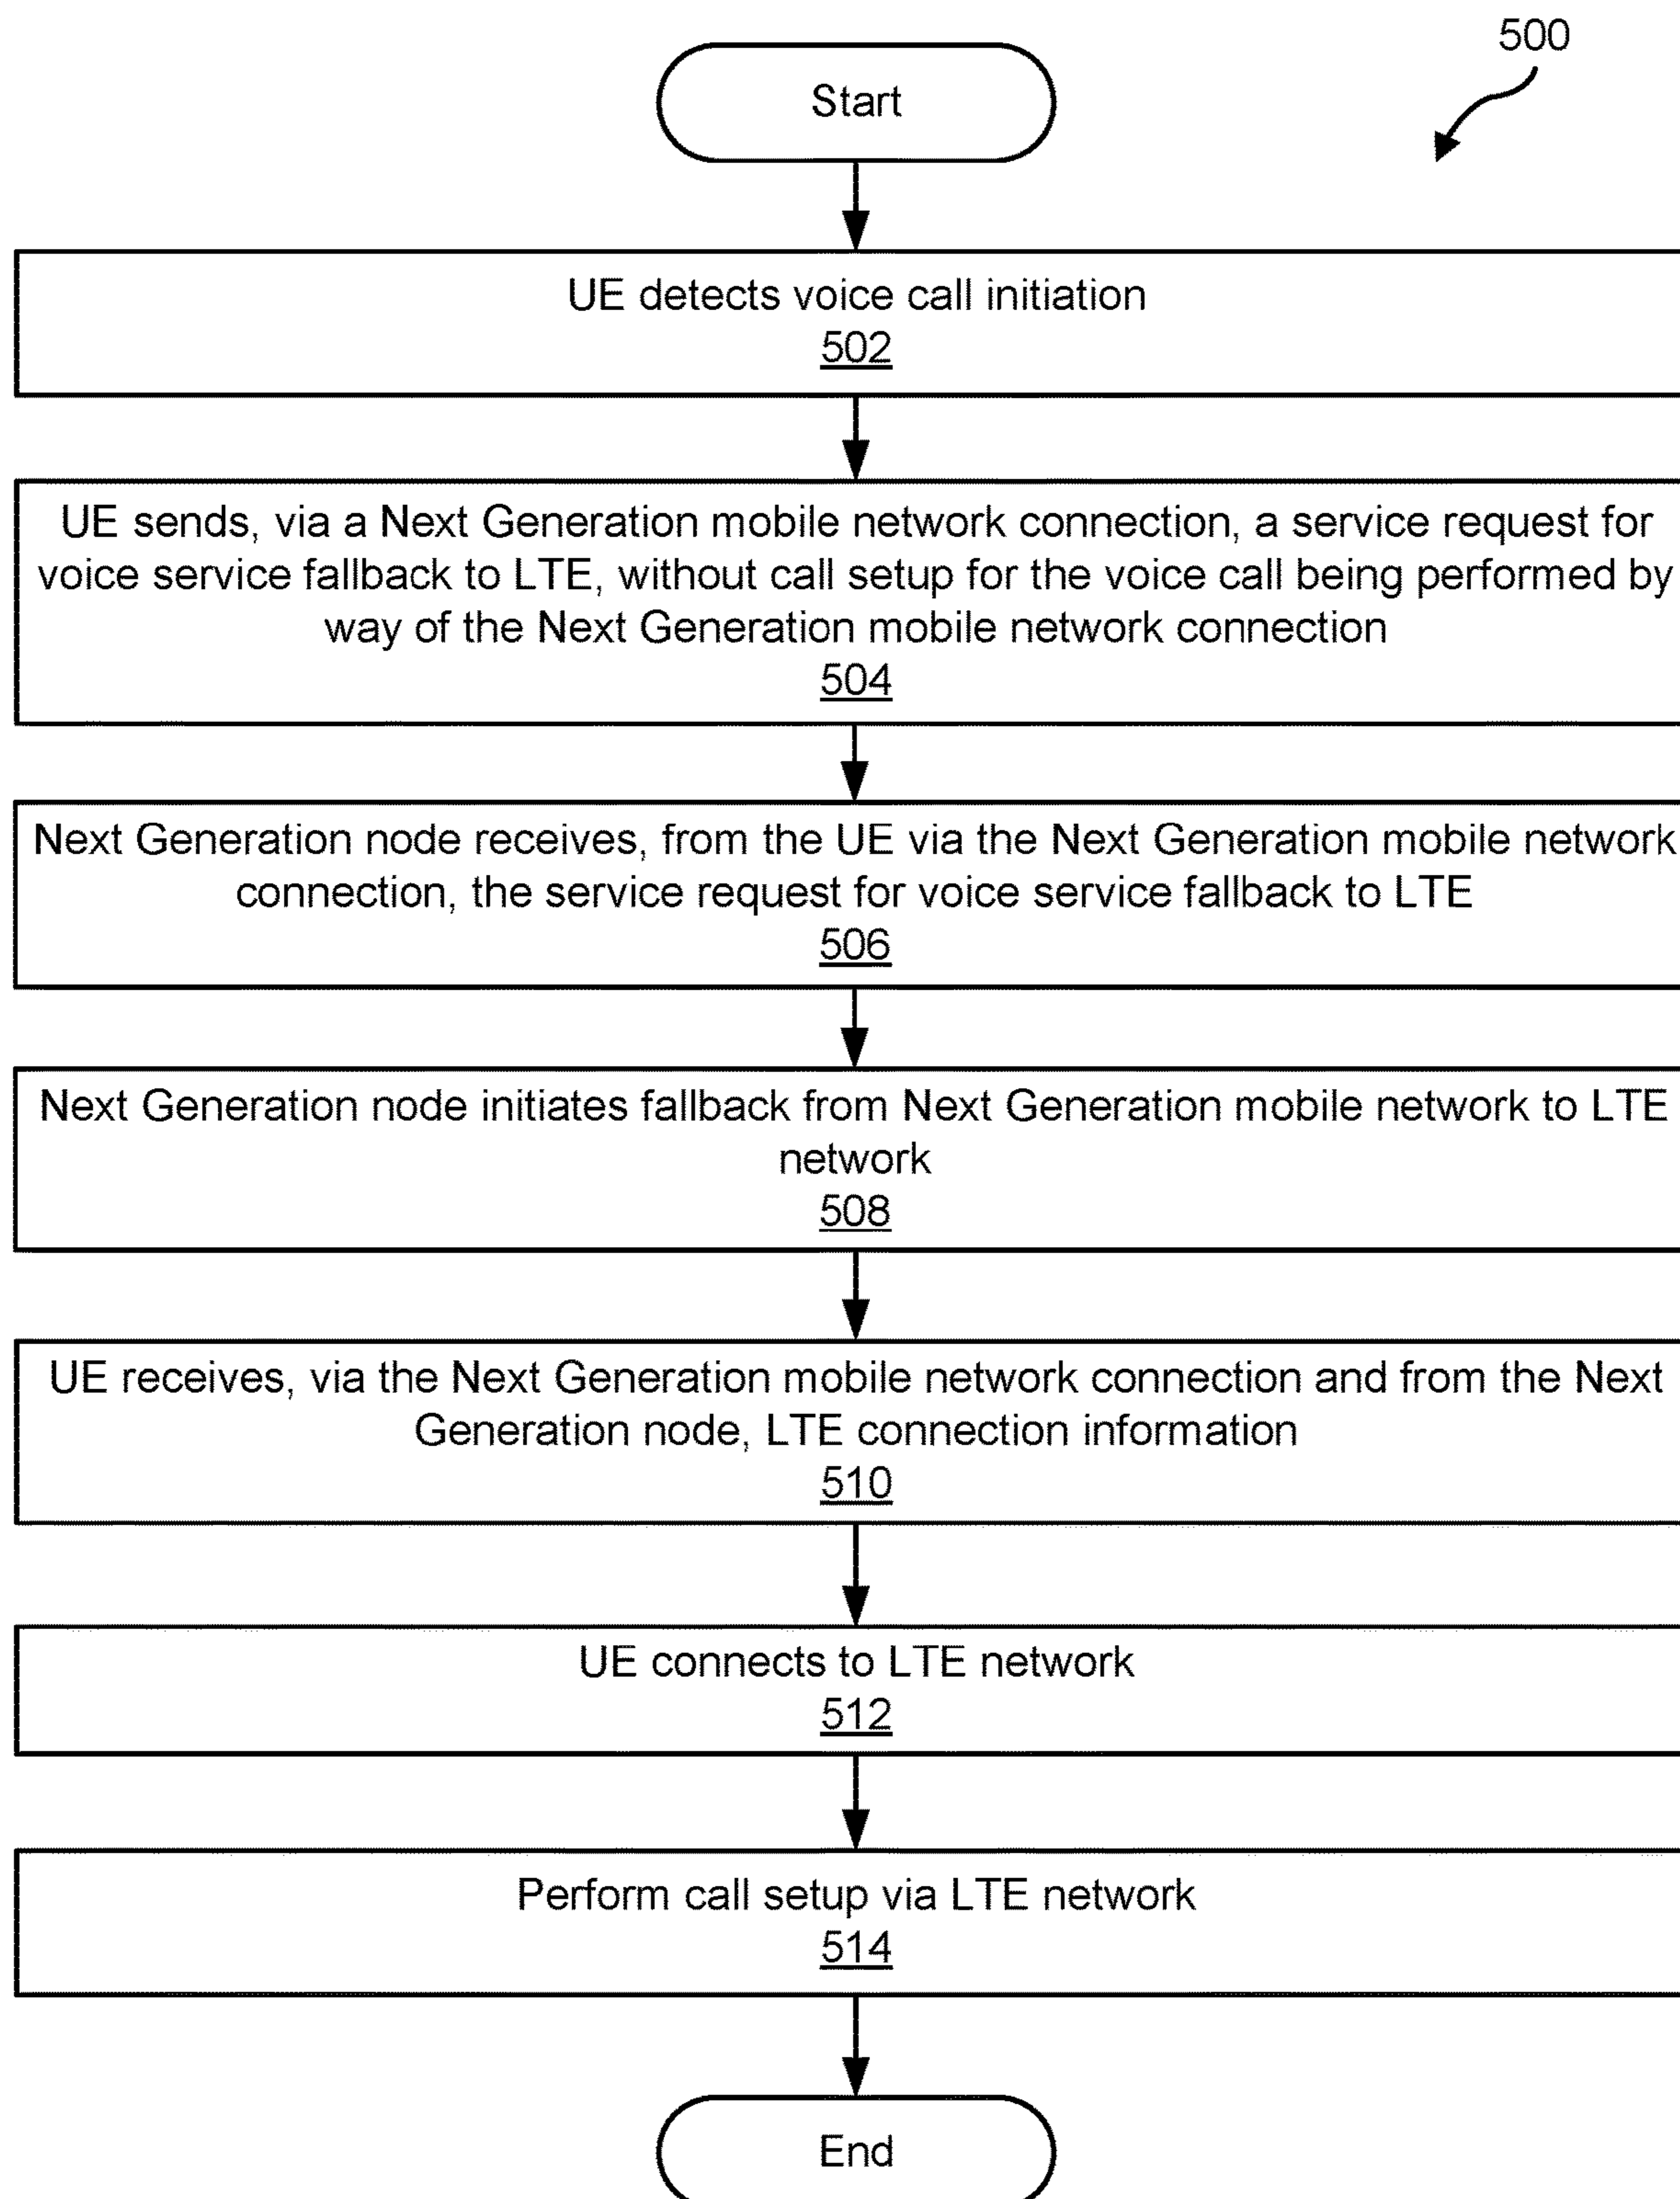 500
Start
UE detects voice call initiation
502
UE sends, via a Next Generation mobile network connection, a service request for
voice service fallback to LTE, without call setup for the voice call being performed by
way of the Next Generation mobile network connection
504
Next Generation node receives, from the UE via the Next Generation mobile network
connection, the service request for voice service fallback to LTE
506
Next Generation node initiates fallback from Next Generation mobile network to LTE
network
508
UE receives, via the Next Generation mobile network connection and from the Next
Generation node, LTE connection information
510
UE connects to LTE network
512
Perform call setup via LTE network
514
End